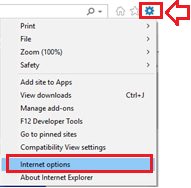 Print
File
Zoom (100%)
Safety
Add site to Apps
View downloads Ctrl+J
Manage add-ons
F12 Developer Tools
Go to pinned sites
Compatibility View settings
Internet options
About Internet Explorer